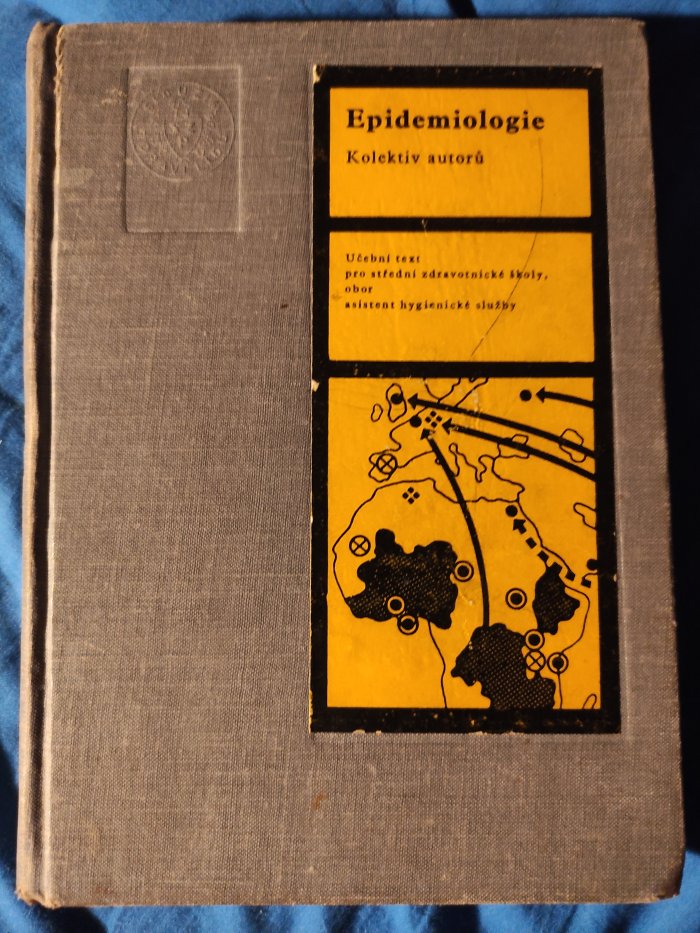 Epidemiologie
Kolektiv autorů
Učební text
pro střední zdravotnické školy,
obor
asistent hygienické služby